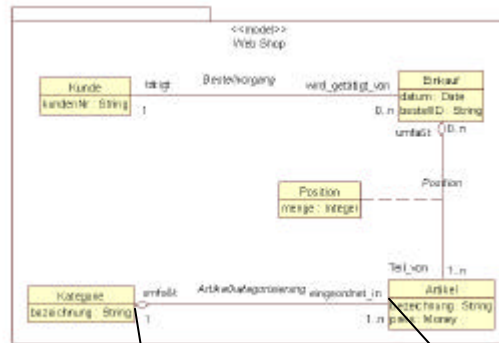 <<model>>
Web Shop
Kunde
kundenNr : String
tätigt
Bestellvorgang
wird_getätigt_von
1
0..n
Einkauf
datum : Date
bestellID : String
umfaßt
0..n
Position
Position
menge : Integer
Teil_von
1..n
Kategorie
bezeichnung : String
umfaßt
Artikelkategorisierung
eingeordnet_in
1
1..n
Artikel
bezeichnung : String
preis : Money